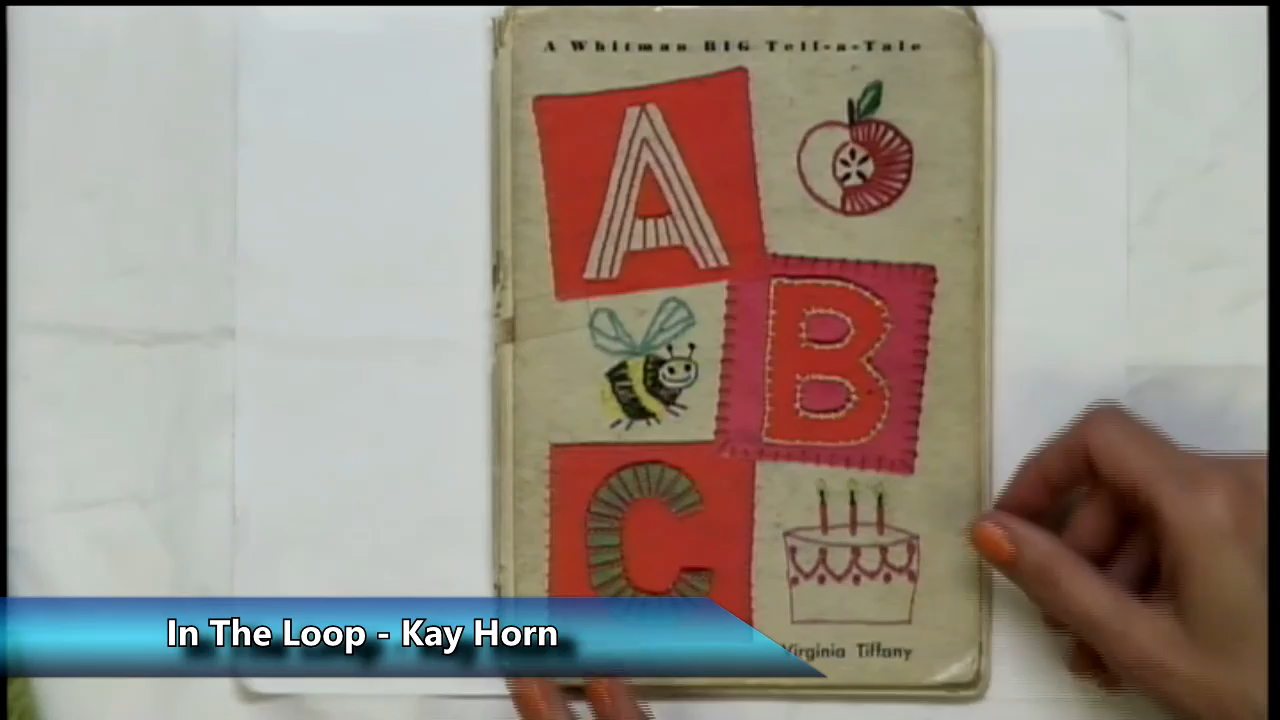 A Whitman BIG Tell-a-Tale
A
B
C
Virginia Tiffany
In The Loop - Kay Horn